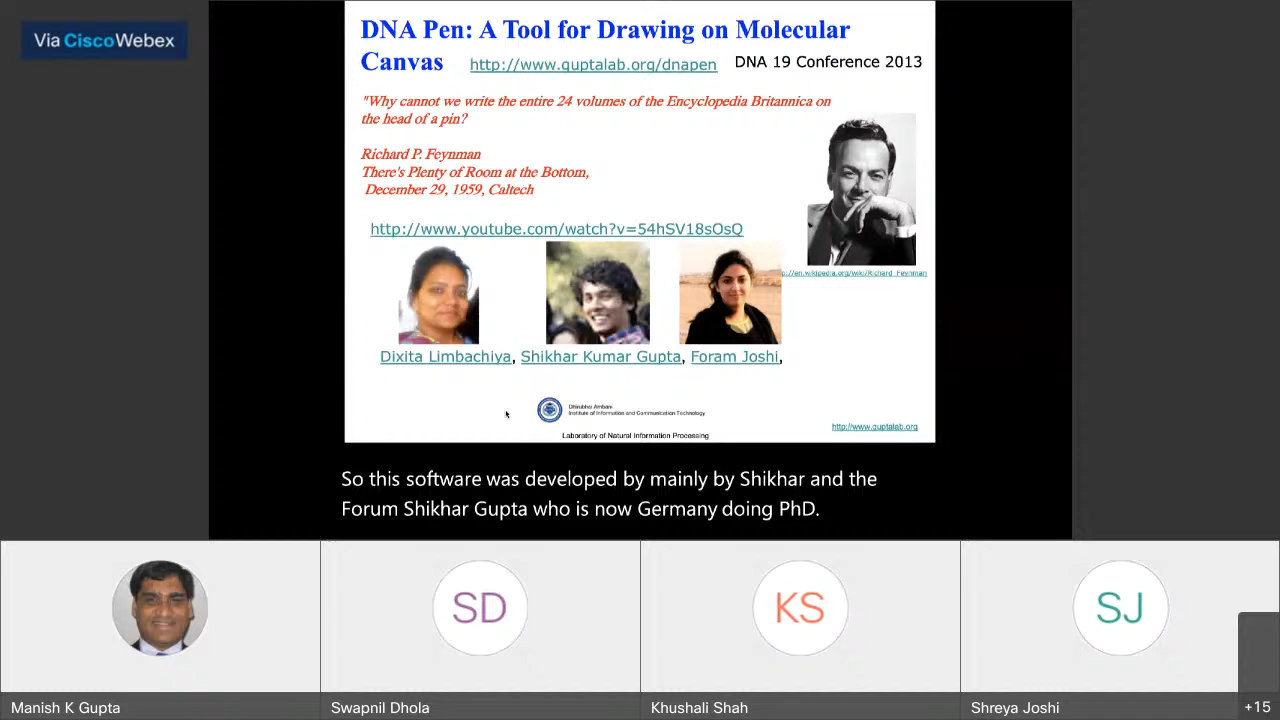 Via CiscoWebex
DNA Pen: A Tool for Drawing on Molecular
Canvas http://www.guptalab.org/dnapen DNA 19 Conference 2013
"Why cannot we write the entire 24 volumes of the Encyclopedia Britannica on
the head of a pin?
Richard P. Feynman
There's Plenty of Room at the Bottom,
December 29, 1959, Caltech
http://www.youtube.com/watch?v=54hSV18sOsQ
p://en.wikipedia.org/wiki/Richard_Feynman
Dixita Limbachiya, Shikhar Kumar Gupta, Foram Joshi,
Dhirubhai Ambani
Institute of Information and Communication Technology
http://www.guptalab.org
Laboratory of Natural Information Processing
So this software was developed by mainly by Shikhar and the
Forum Shikhar Gupta who is now Germany doing PhD.
SD
KS
SJ
Manish K Gupta
Swapnil Dhola
Khushali Shah
Shreya Joshi
+15